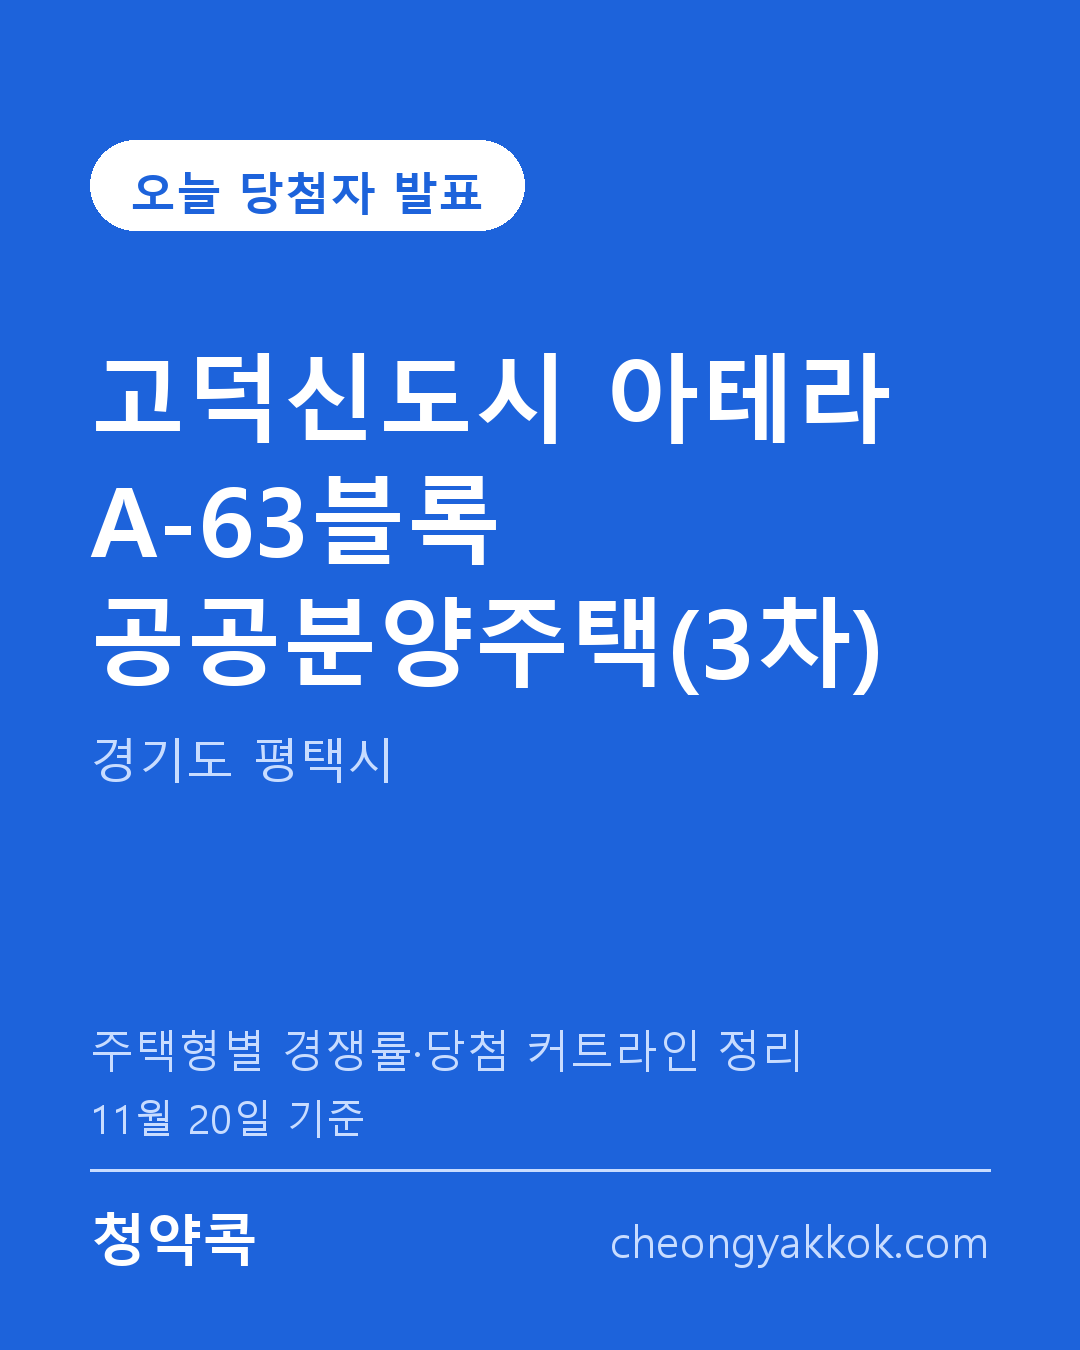 오늘 당첨자 발표
고덕신도시 아테라
A-63블록
공공분양주택(3차)
경기도 평택시
주택형별 경쟁률·당첨 커트라인 정리
11월 20일 기준
청약콕
cheongyakkok.com